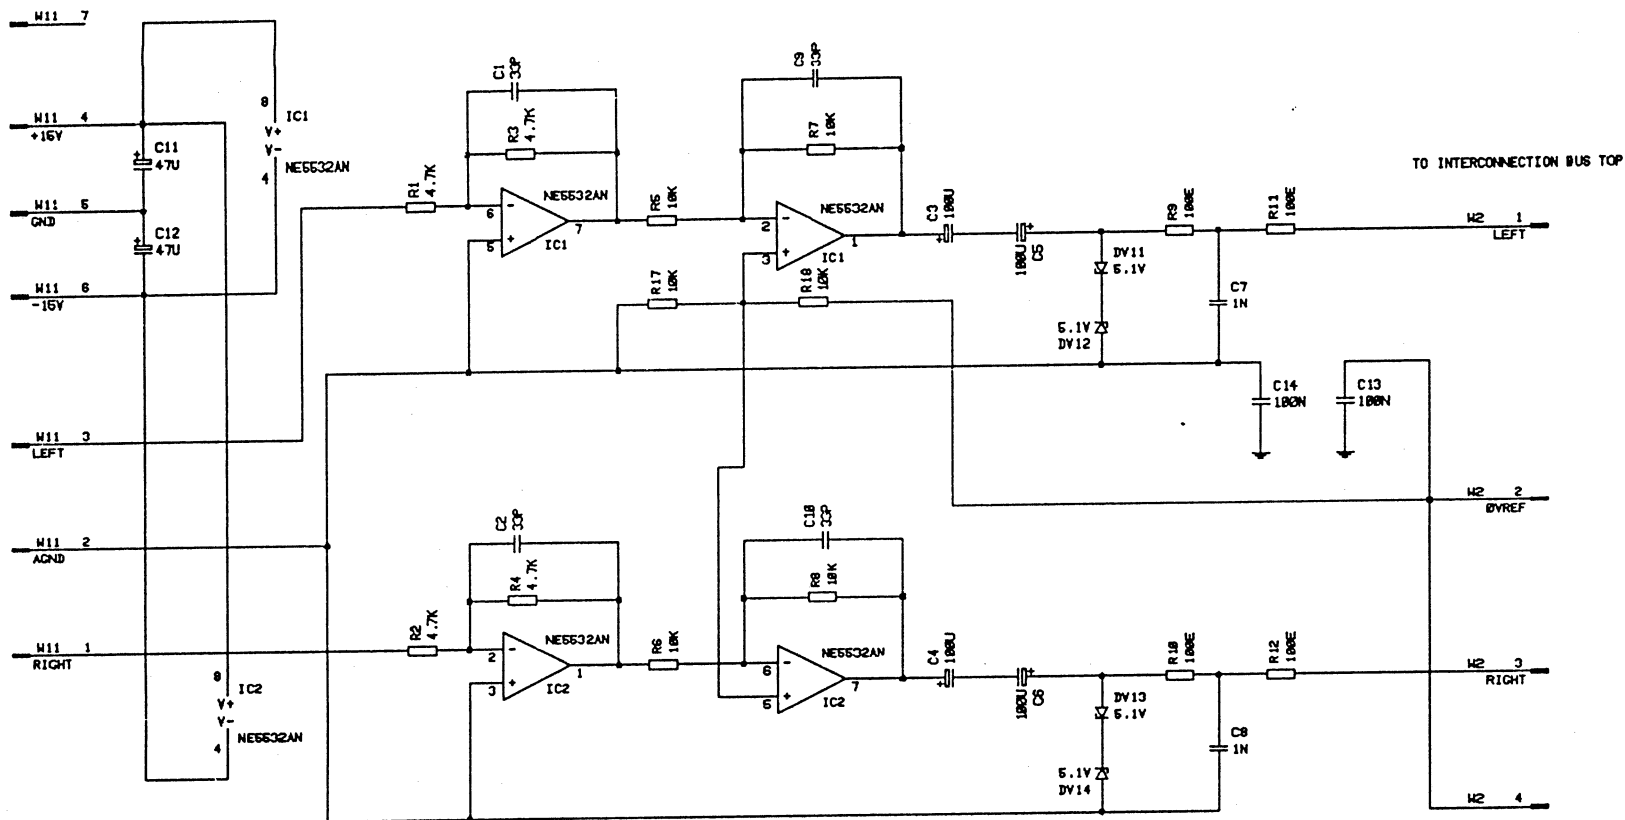 W11 7
W11 4
+15V
C11
47U
W11 5
GND
C12
47U
W11 6
-15V
8
IC1
V+
V-
NE5532AN
4
C1
33P
R3
4.7K
R1
4.7K
NE5532AN
6
5
7
IC1
R5
10K
C9
33P
R7
10K
NE5532AN
2
3
1
IC1
R17
10K
R18
10K
C3
100U
+
100U
C5
+
DV11
5.1V
5.1V
DV12
R9
100E
R11
100E
C7
1N
TO INTERCONNECTION BUS TOP
W2 1
LEFT
C14
100N
C13
100N
W11 3
LEFT
W2 2
0VREF
W11 2
AGND
C2
33P
R4
4.7K
R2
4.7K
W11 1
RIGHT
NE5532AN
2
3
1
IC2
R6
10K
C10
33P
R8
10K
NE5532AN
6
5
7
IC2
C4
100U
+
100U
C6
+
DV13
5.1V
5.1V
DV14
R10
100E
R12
100E
C8
1N
W2 3
RIGHT
8
IC2
V+
V-
NE5532AN
4
W2 4